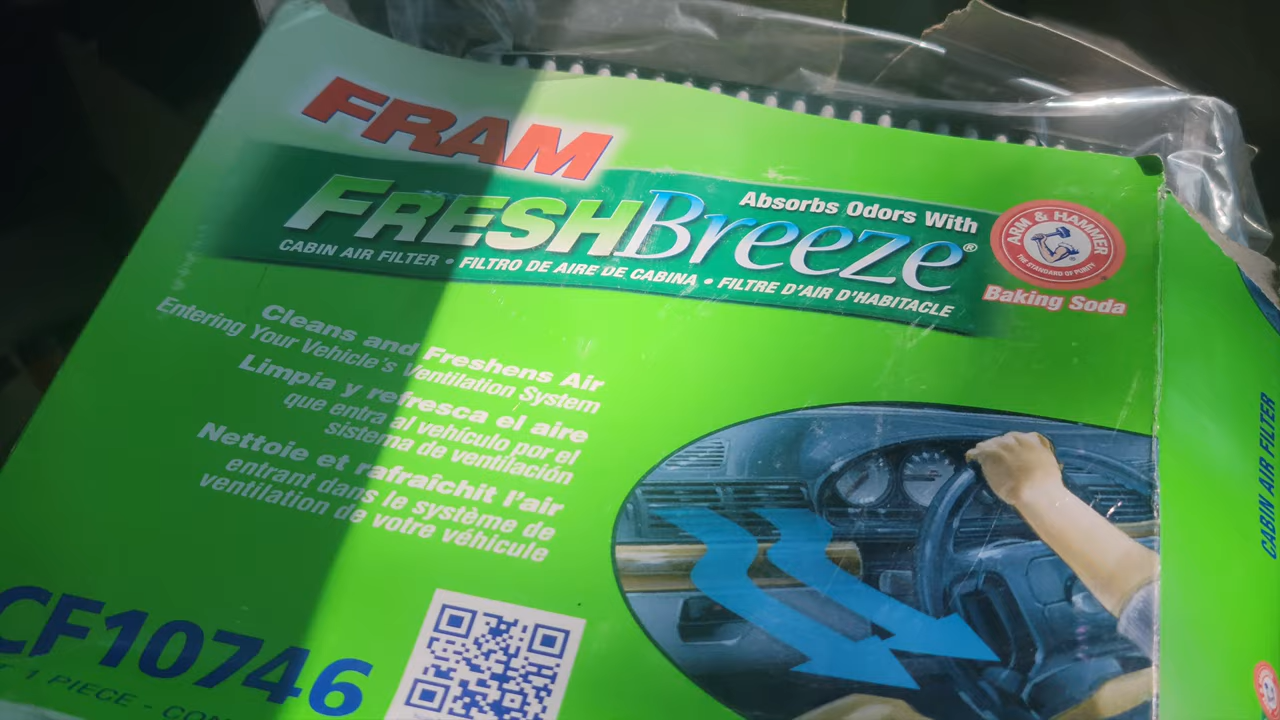 FRAM
FRESHBreeze®
Absorbs Odors With
ARM & HAMMER
THE STANDARD OF PURITY
Baking Soda
CABIN AIR FILTER • FILTRO DE AIRE DE CABINA • FILTRE D'AIR D'HABITACLE
Cleans and Freshens Air
Entering Your Vehicle's Ventilation System
Limpia y refresca el aire
que entra al vehículo por el
sistema de ventilación
Nettoie et rafraîchit l'air
entrant dans le système de
ventilation de votre véhicule
CF10746
1 PIECE -
CABIN AIR FILTER